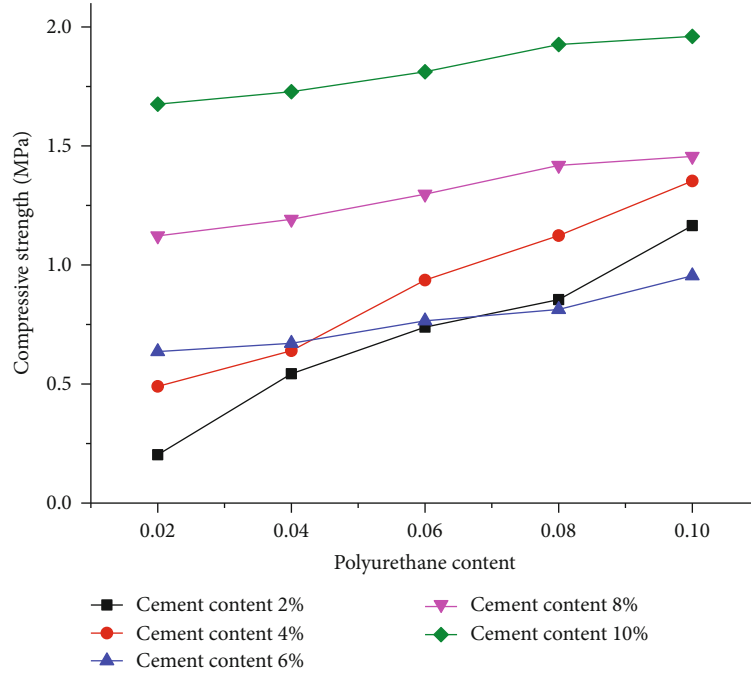 2.0
1.5
1.0
0.5
0.0
Compressive strength (MPa)
0.02 0.04 0.06 0.08 0.10
Polyurethane content
Cement content 2%
Cement content 4%
Cement content 6%
Cement content 8%
Cement content 10%